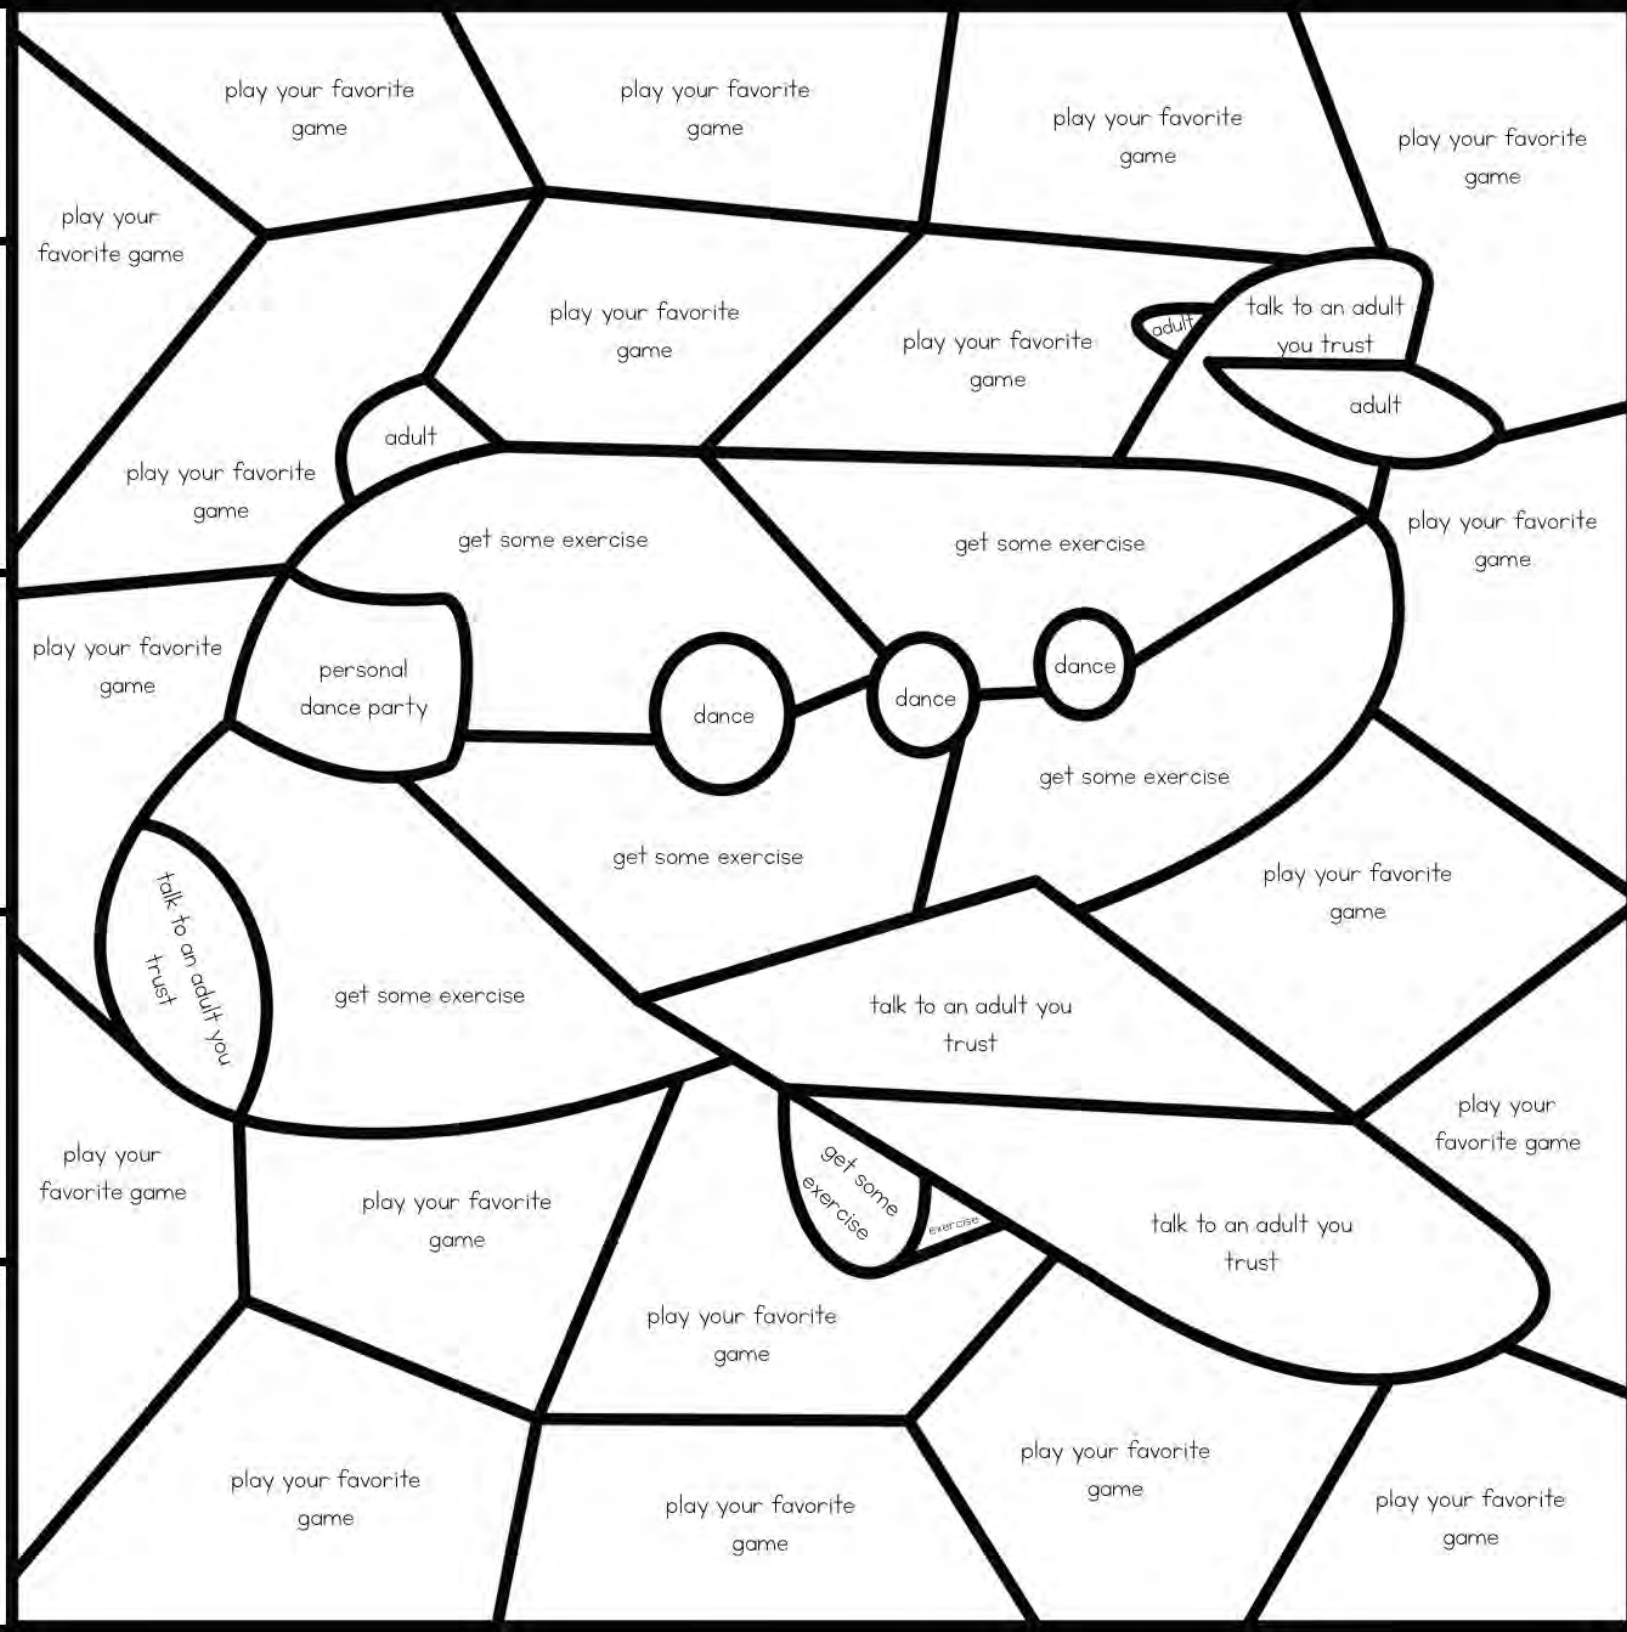 play your favorite
game
play your favorite
game
play your favorite
game
play your favorite
game
play your
favorite game
play your favorite
game
play your favorite
game
adult
talk to an adult
you trust
adult
adult
play your favorite
game
get some exercise
get some exercise
play your favorite
game
play your favorite
game
personal
dance party
dance
dance
dance
get some exercise
get some exercise
play your favorite
game
talk to an adult you
trust
get some exercise
talk to an adult you
trust
play your
favorite game
play your
favorite game
play your favorite
game
get some
exercise
exercise
talk to an adult you
trust
play your favorite
game
play your favorite
game
play your favorite
game
play your favorite
game
play your favorite
game